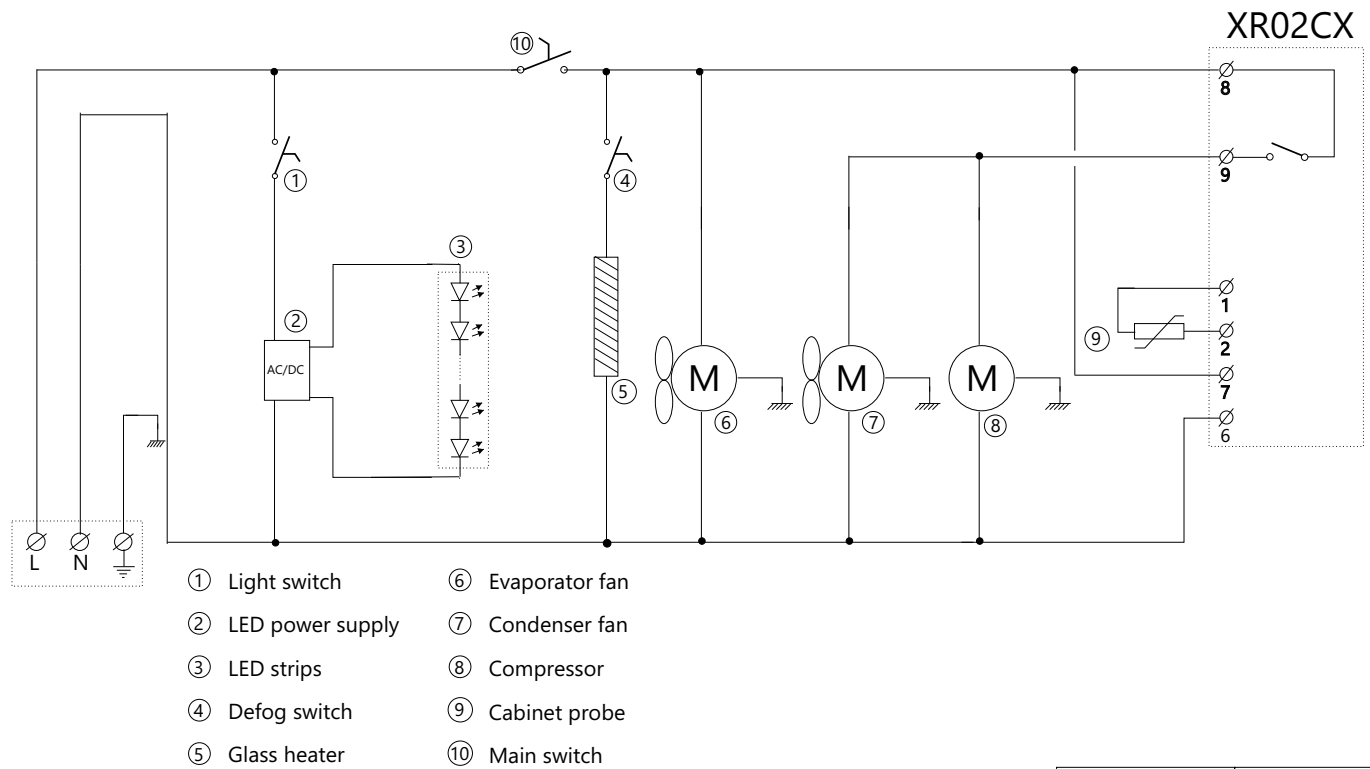 XR02CX
⑩
8
①
④
9
③
②
AC/DC
1
⑨
2
M
M
M
7
⑤
⑥
⑦
⑧
6
L
N
① Light switch
⑥ Evaporator fan
② LED power supply
⑦ Condenser fan
③ LED strips
⑧ Compressor
④ Defog switch
⑨ Cabinet probe
⑤ Glass heater
⑩ Main switch